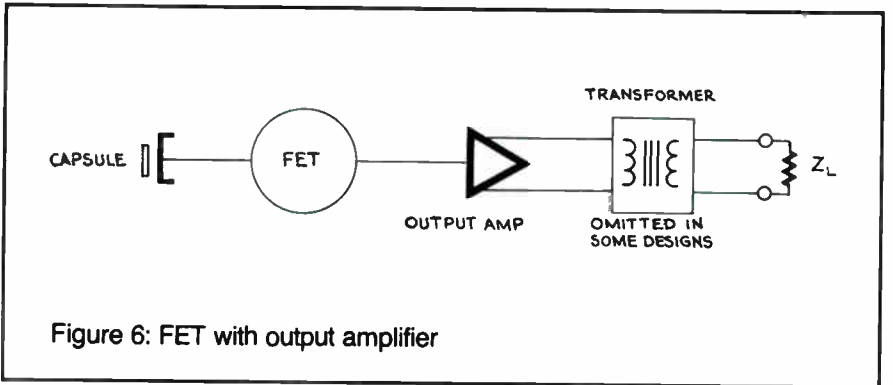 TRANSFORMER
CAPSULE
FET
Z_L
OUTPUT AMP
OMITTED IN
SOME DESIGNS
Figure 6: FET with output amplifier